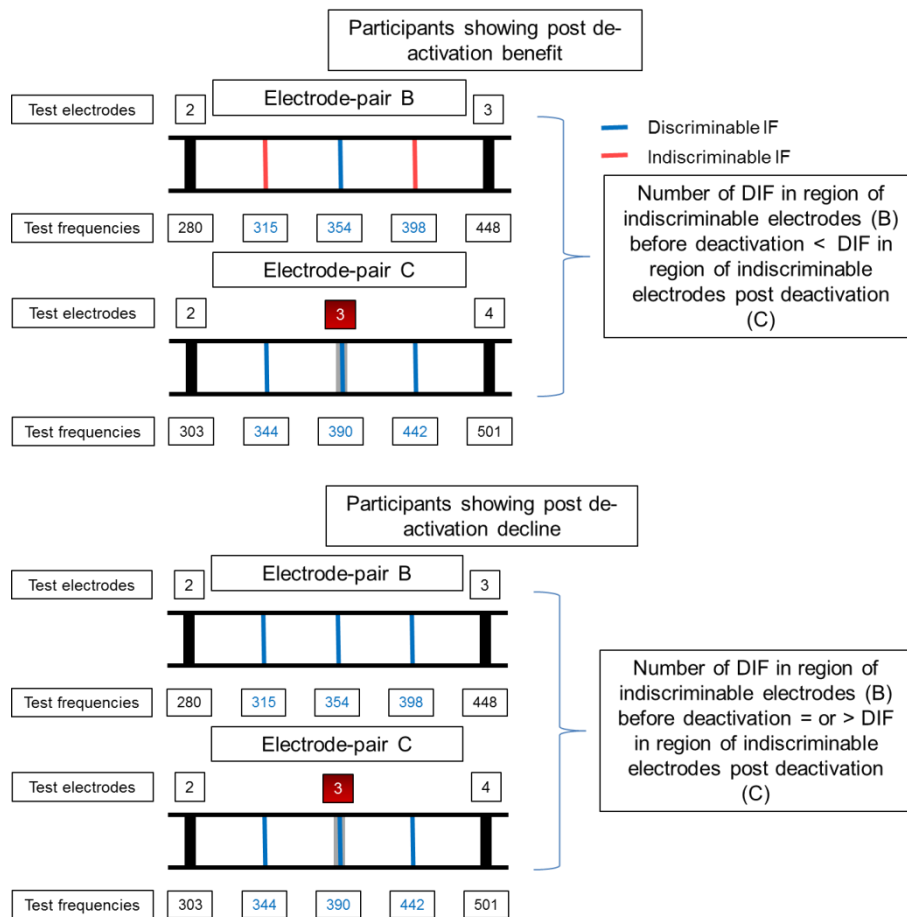 Participants showing post de-
activation benefit
Test electrodes
2
Electrode-pair B
3
Discriminable IF
Indiscriminable IF
Number of DIF in region of
indiscriminable electrodes (B)
before deactivation < DIF in
region of indiscriminable
electrodes post deactivation
(C)
Test frequencies
280
315
354
398
448
Electrode-pair C
Test electrodes
2
3
4
Test frequencies
303
344
390
442
501
Participants showing post de-
activation decline
Test electrodes
2
Electrode-pair B
3
Number of DIF in region of
indiscriminable electrodes (B)
before deactivation = or > DIF
in region of indiscriminable
electrodes post deactivation
(C)
Test frequencies
280
315
354
398
448
Electrode-pair C
Test electrodes
2
3
4
Test frequencies
303
344
390
442
501